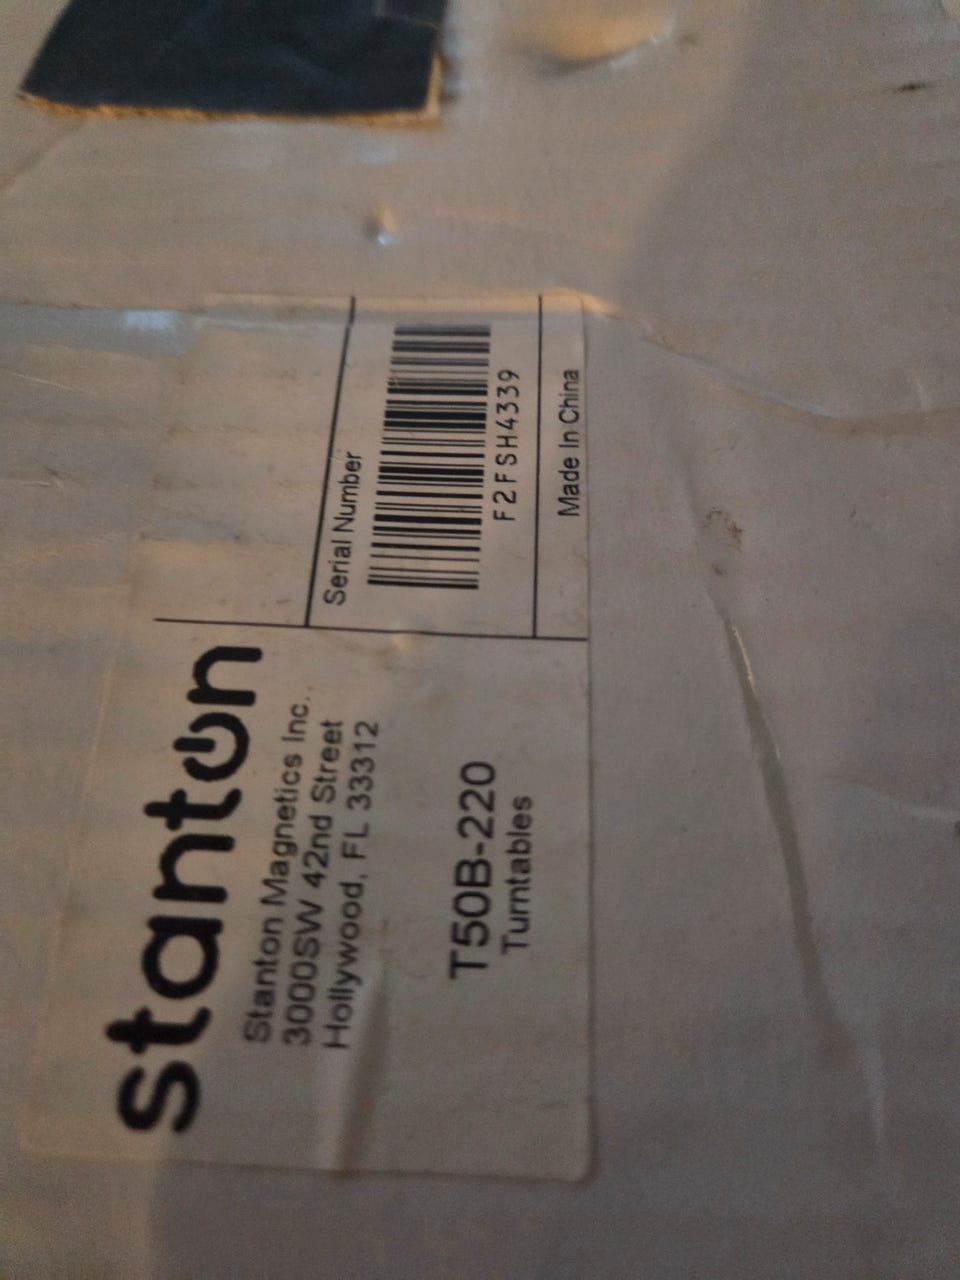 stanton
Stanton Magnetics Inc.,
3000SW 42nd Street
Hollywood, FL 33312
T50B-220
Turntables
Serial Number
F2FSH4339
Made In China